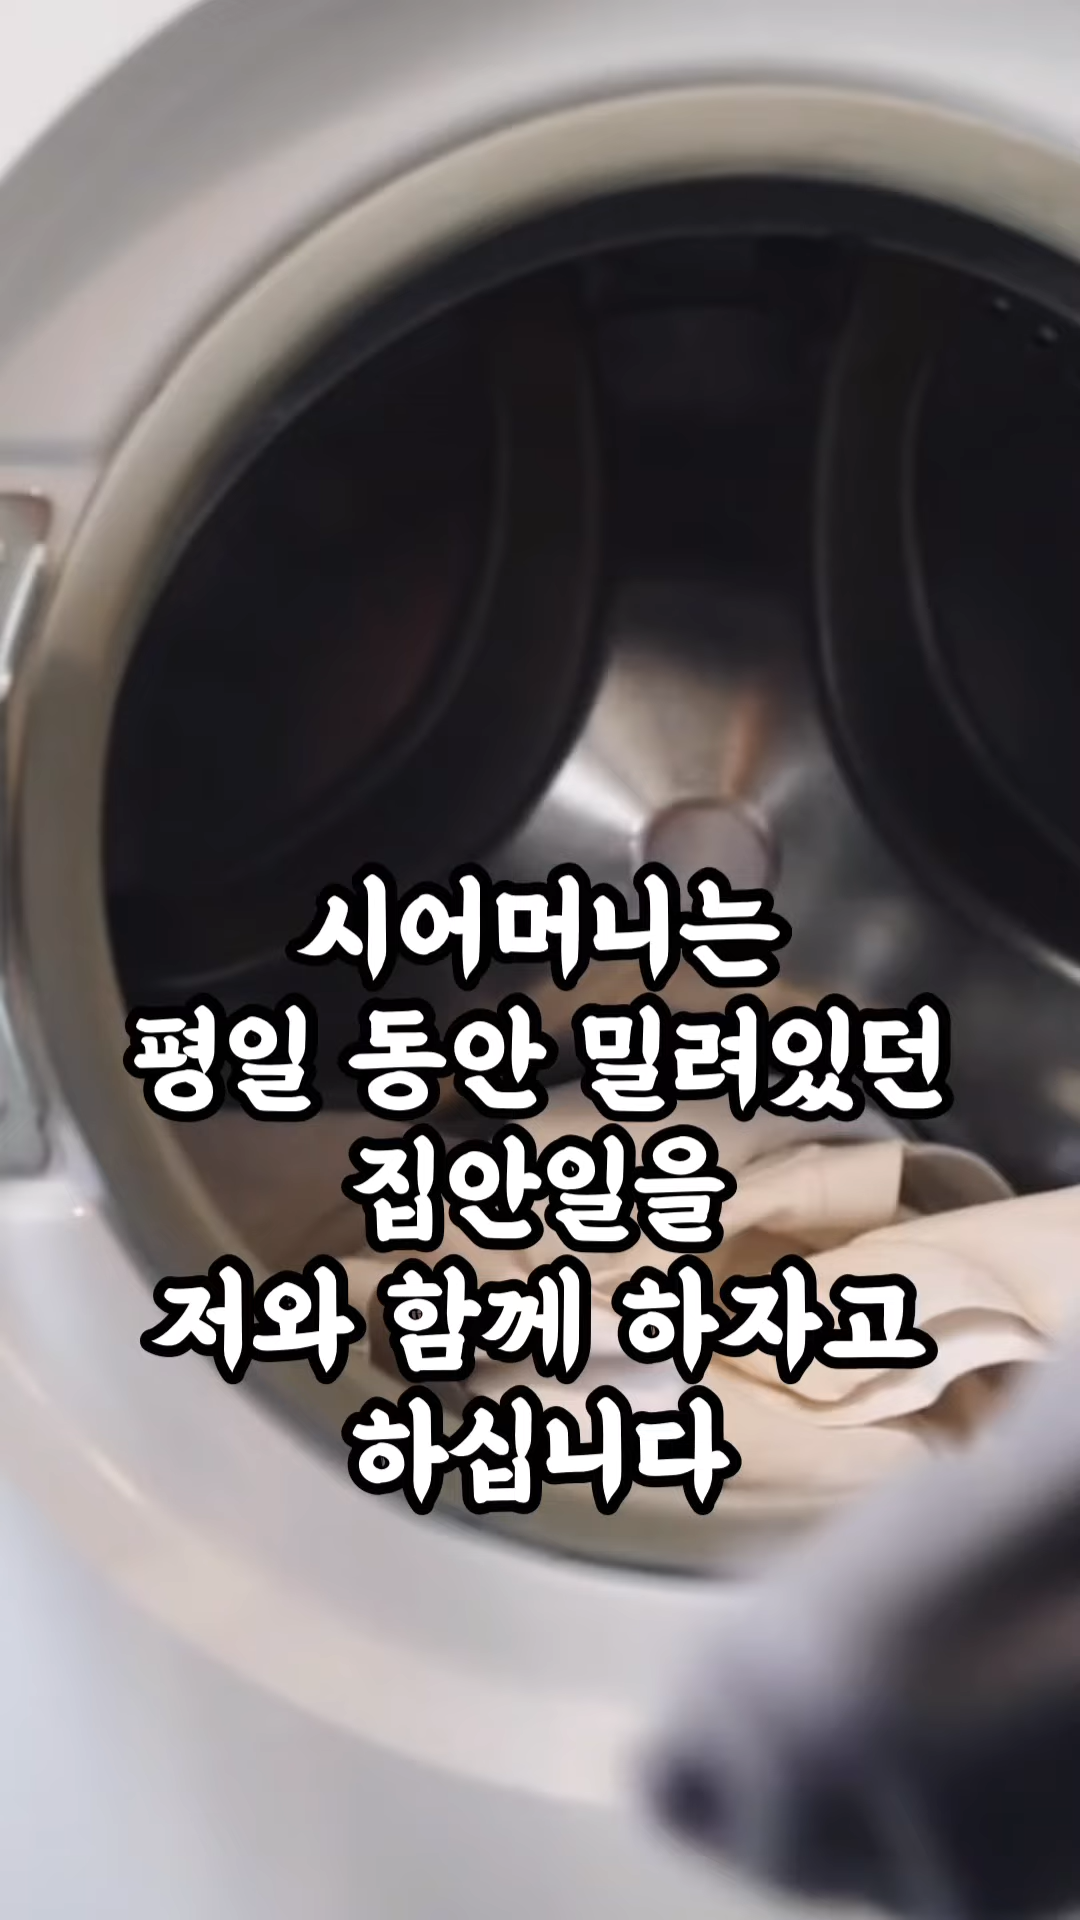 시어머니는
평일 동안 밀려있던
집안일을
저와 함께 하자고
하십니다